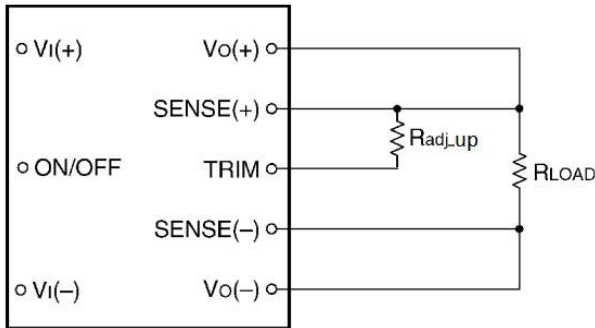 VI(+) VO(+)
SENSE(+)
Radj_up
ON/OFF TRIM RLOAD
SENSE(–)
VI(–) VO(–)